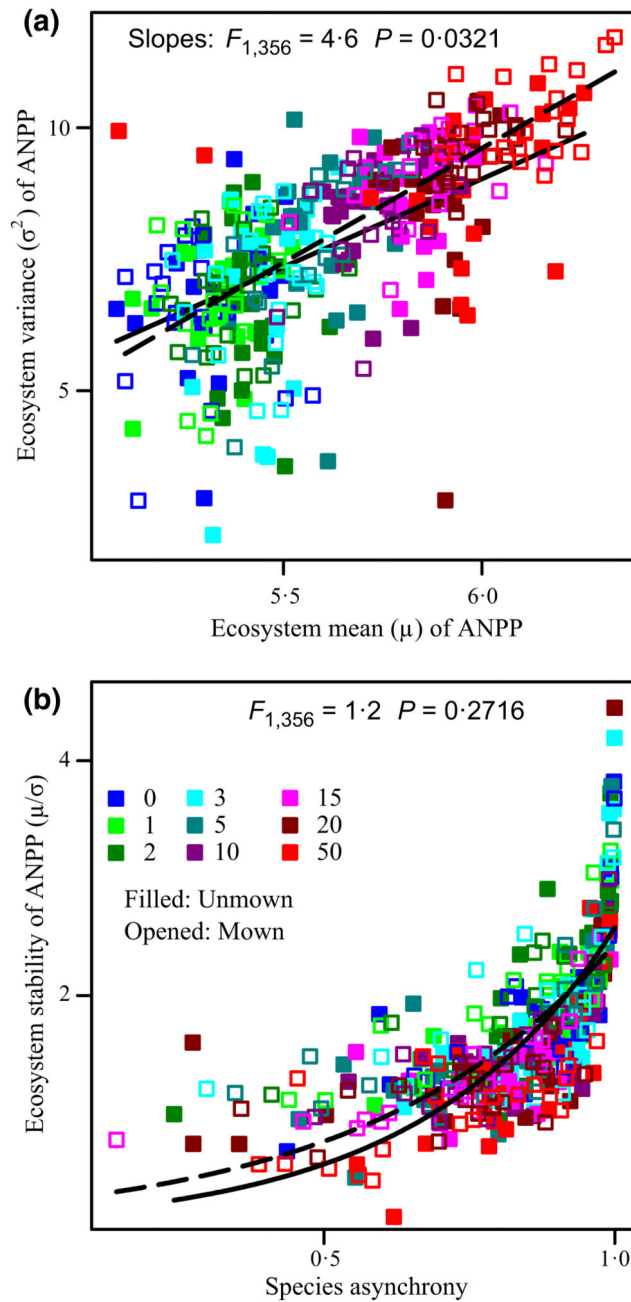 (a)
Slopes: F1,356 = 4·6 P = 0·0321
10
5
Ecosystem variance (σ²) of ANPP
5·5 6·0
Ecosystem mean (μ) of ANPP
(b)
F1,356 = 1·2 P = 0·2716
4
2
Ecosystem stability of ANPP (μ/σ)
0 3 15
1 5 20
2 10 50
Filled: Unmown
Opened: Mown
0·5 1·0
Species asynchrony